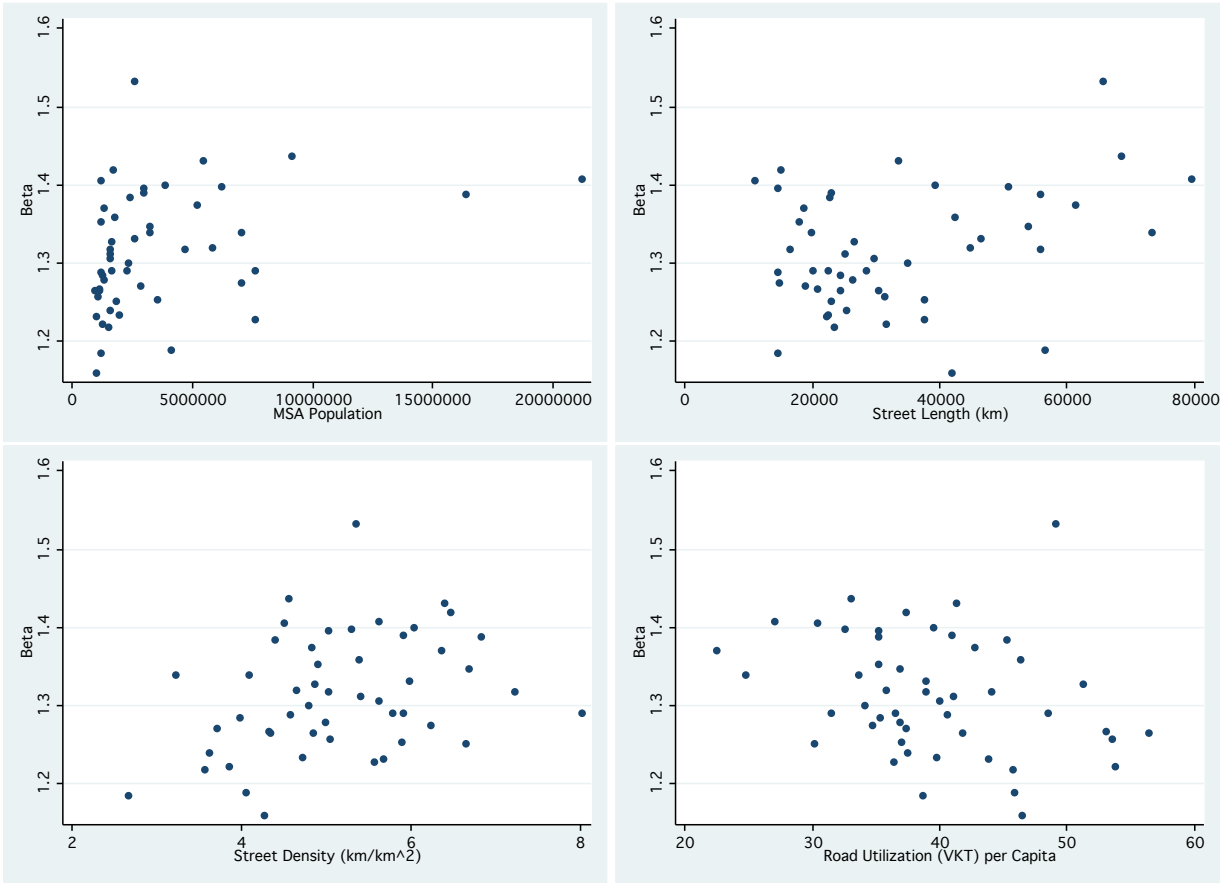 1.6
1.5
1.4
1.3
1.2
Beta
0 5000000 10000000 15000000 20000000
MSA Population
1.6
1.5
1.4
1.3
1.2
Beta
0 20000 40000 60000 80000
Street Length (km)
1.6
1.5
1.4
1.3
1.2
Beta
2 4 6 8
Street Density (km/km^2)
1.6
1.5
1.4
1.3
1.2
Beta
20 30 40 50 60
Road Utilization (VKT) per Capita